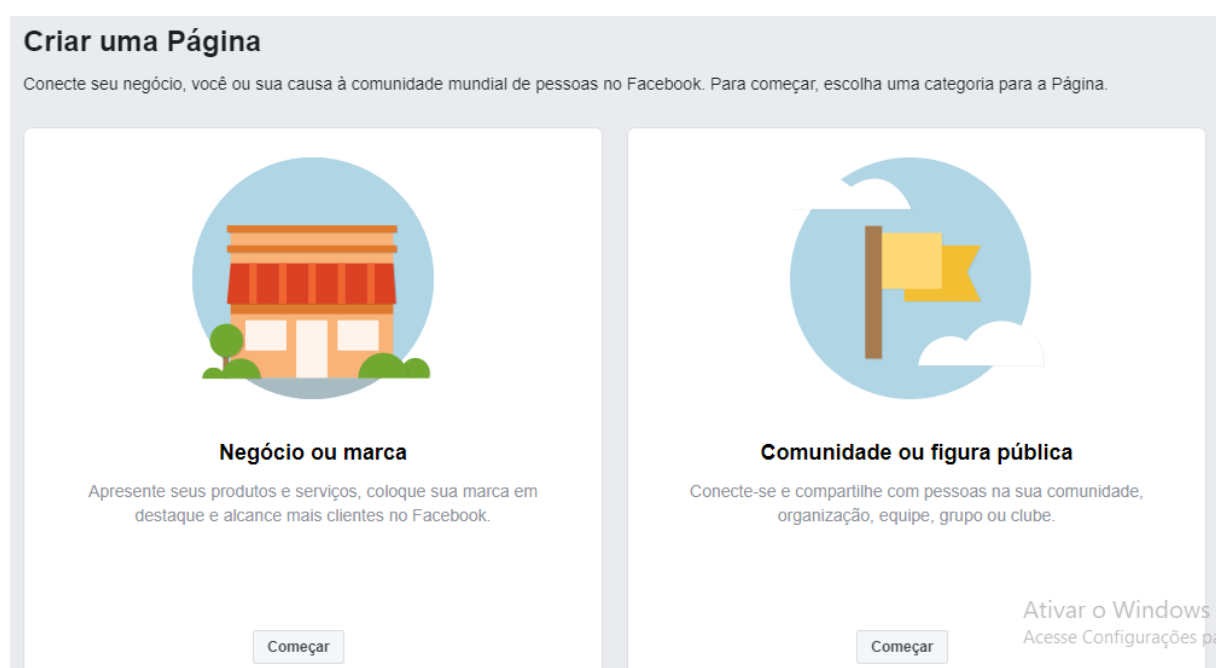 Criar uma Página
Conecte seu negócio, você ou sua causa à comunidade mundial de pessoas no Facebook. Para começar, escolha uma categoria para a Página.
Negócio ou marca
Apresente seus produtos e serviços, coloque sua marca em
destaque e alcance mais clientes no Facebook.
Começar
Comunidade ou figura pública
Conecte-se e compartilhe com pessoas na sua comunidade,
organização, equipe, grupo ou clube.
Começar
Ativar o Windows
Acesse Configurações